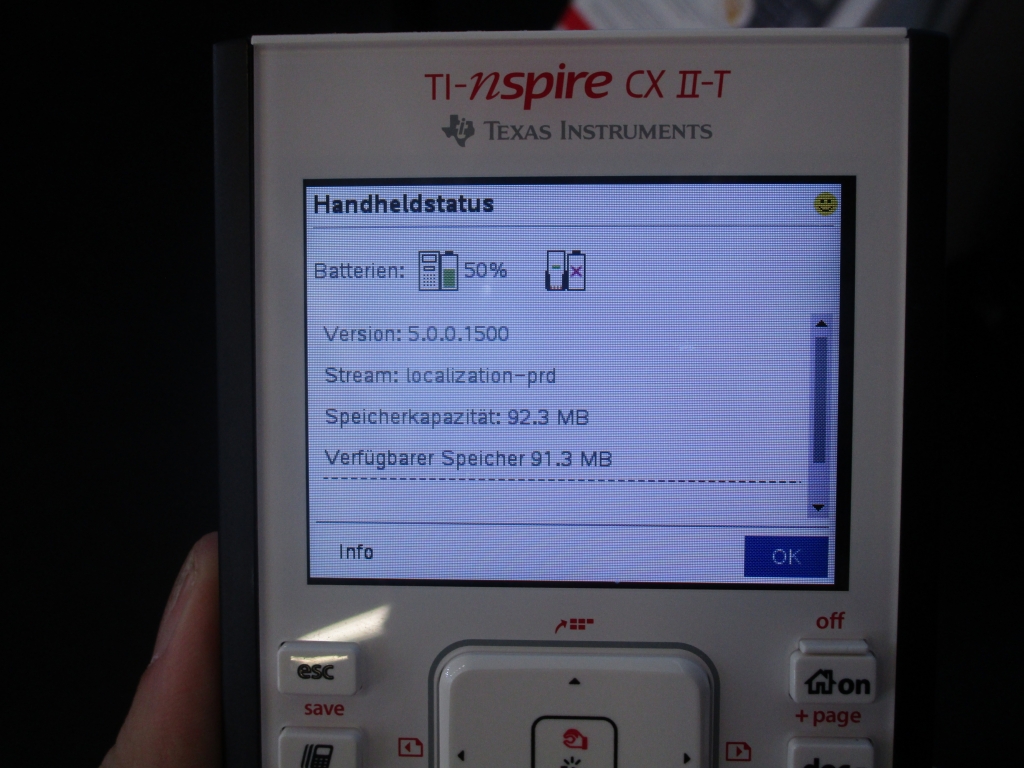 TI-nspire CX II-T
TEXAS INSTRUMENTS
Handheldstatus
Batterien: 50%
Version: 5.0.0.1500
Stream: localization-prd
Speicherkapazität: 92.3 MB
Verfügbarer Speicher 91.3 MB
Info
OK
off
esc
on
save
+ page